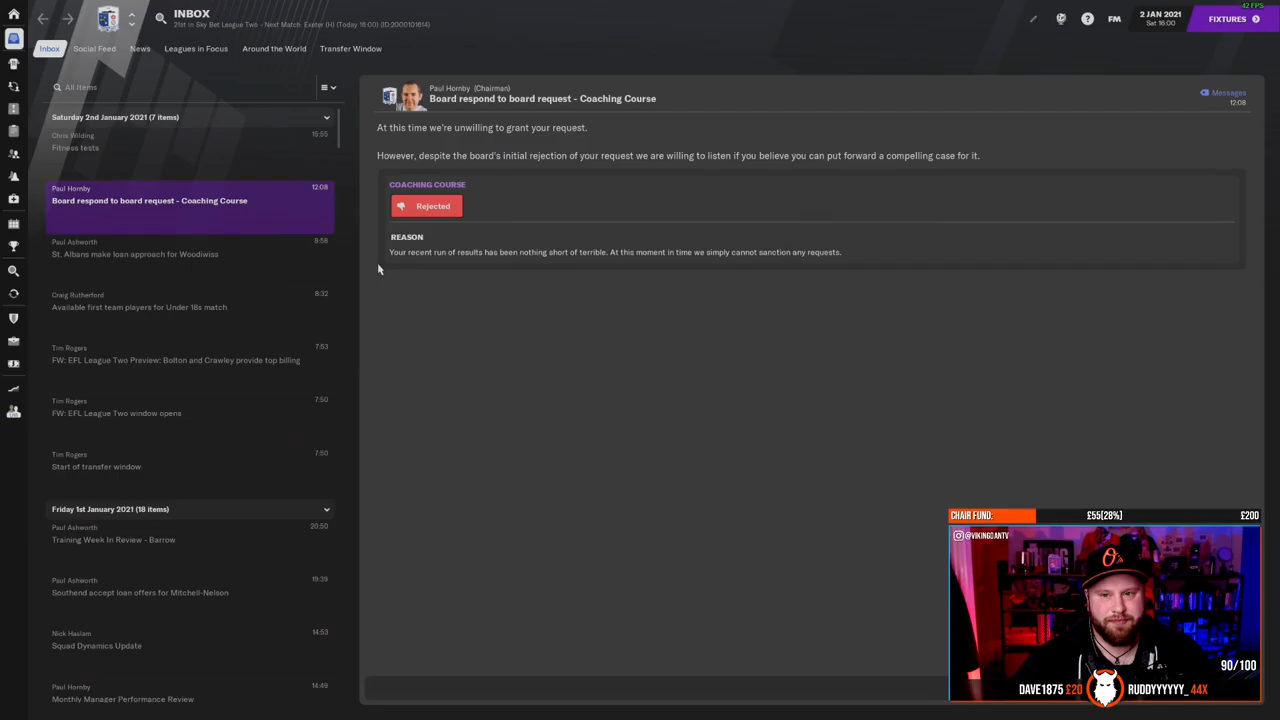 42 FPS
INBOX
21st in Sky Bet League Two - Next Match: Exeter (H) (Today 16:00) (ID:2000101614)
FM
2 JAN 2021
Sat 16:00
FIXTURES
Inbox
Social Feed
News
Leagues in Focus
Around the World
Transfer Window
All Items
Saturday 2nd January 2021 (7 items)
Chris Wilding
15:55
Fitness tests
Paul Hornby
12:08
Board respond to board request - Coaching Course
Paul Ashworth
8:58
St. Albans make loan approach for Woodiwiss
Craig Rutherford
8:32
Available first team players for Under 18s match
Tim Rogers
7:53
FW: EFL League Two Preview: Bolton and Crawley provide top billing
Tim Rogers
7:50
FW: EFL League Two window opens
Tim Rogers
7:50
Start of transfer window
Friday 1st January 2021 (18 items)
Paul Ashworth
20:50
Training Week In Review - Barrow
Paul Ashworth
19:39
Southend accept loan offers for Mitchell-Nelson
Nick Haslam
14:53
Squad Dynamics Update
Paul Hornby
14:49
Monthly Manager Performance Review
Paul Hornby (Chairman)
Board respond to board request - Coaching Course
Messages
12:08
At this time we're unwilling to grant your request.
However, despite the board's initial rejection of your request we are willing to listen if you believe you can put forward a compelling case for it.
COACHING COURSE
Rejected
REASON
Your recent run of results has been nothing short of terrible. At this moment in time we simply cannot sanction any requests.
CHAIR FUND: £55(28%) £200
@VIKINGDANTV
90/100
DAVE1875 £20
RUDDYYYYYY_ 44X